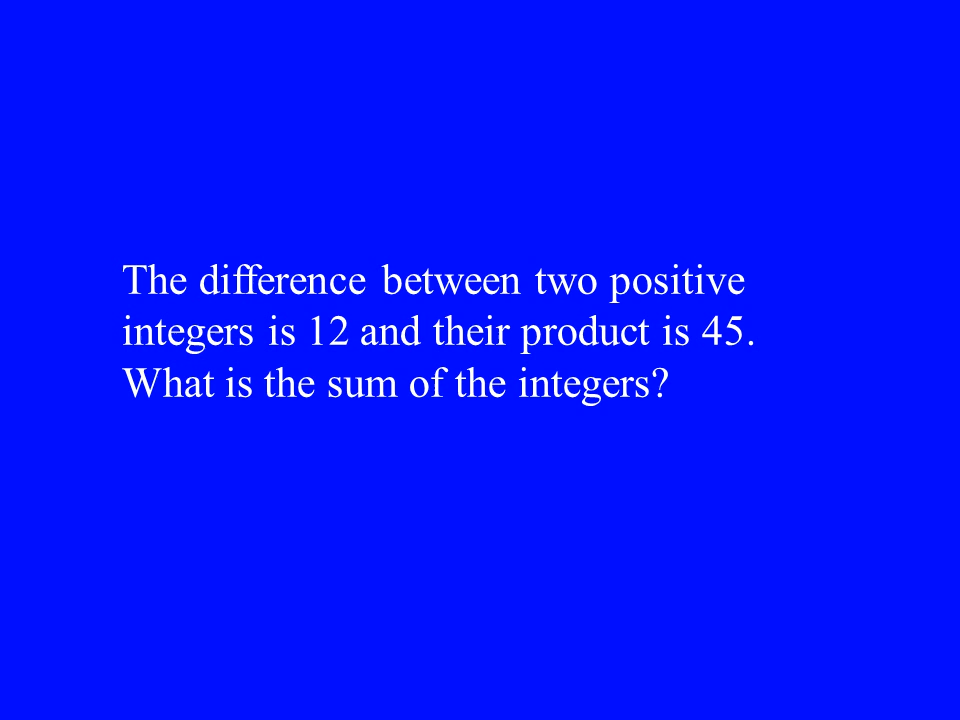 The difference between two positive
integers is 12 and their product is 45.
What is the sum of the integers?